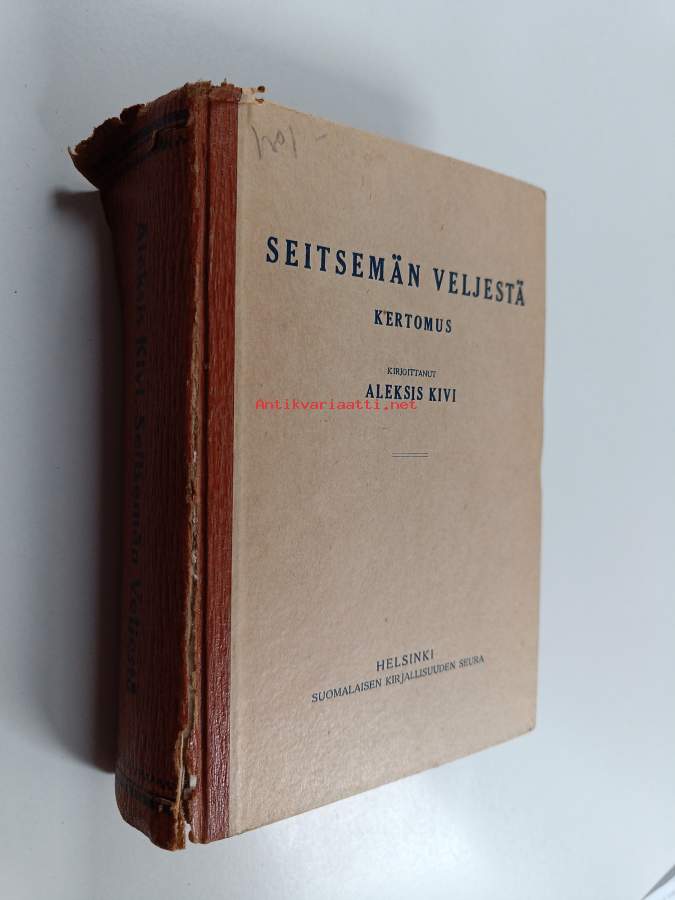 SEITSEMÄN VELJESTÄ
KERTOMUS
KIRJOITTANUT
ALEKSIS KIVI
Antikvariaatti.net
HELSINKI
SUOMALAISEN KIRJALLISUUDEN SEURA
Aleksis Kivi Seitsemän Veljestä